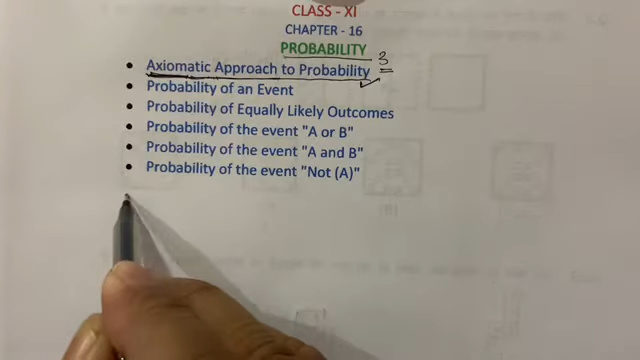 CLASS - XI
CHAPTER - 16
PROBABILITY
3
• Axiomatic Approach to Probability
• Probability of an Event
• Probability of Equally Likely Outcomes
• Probability of the event "A or B"
• Probability of the event "A and B"
• Probability of the event "Not (A)"